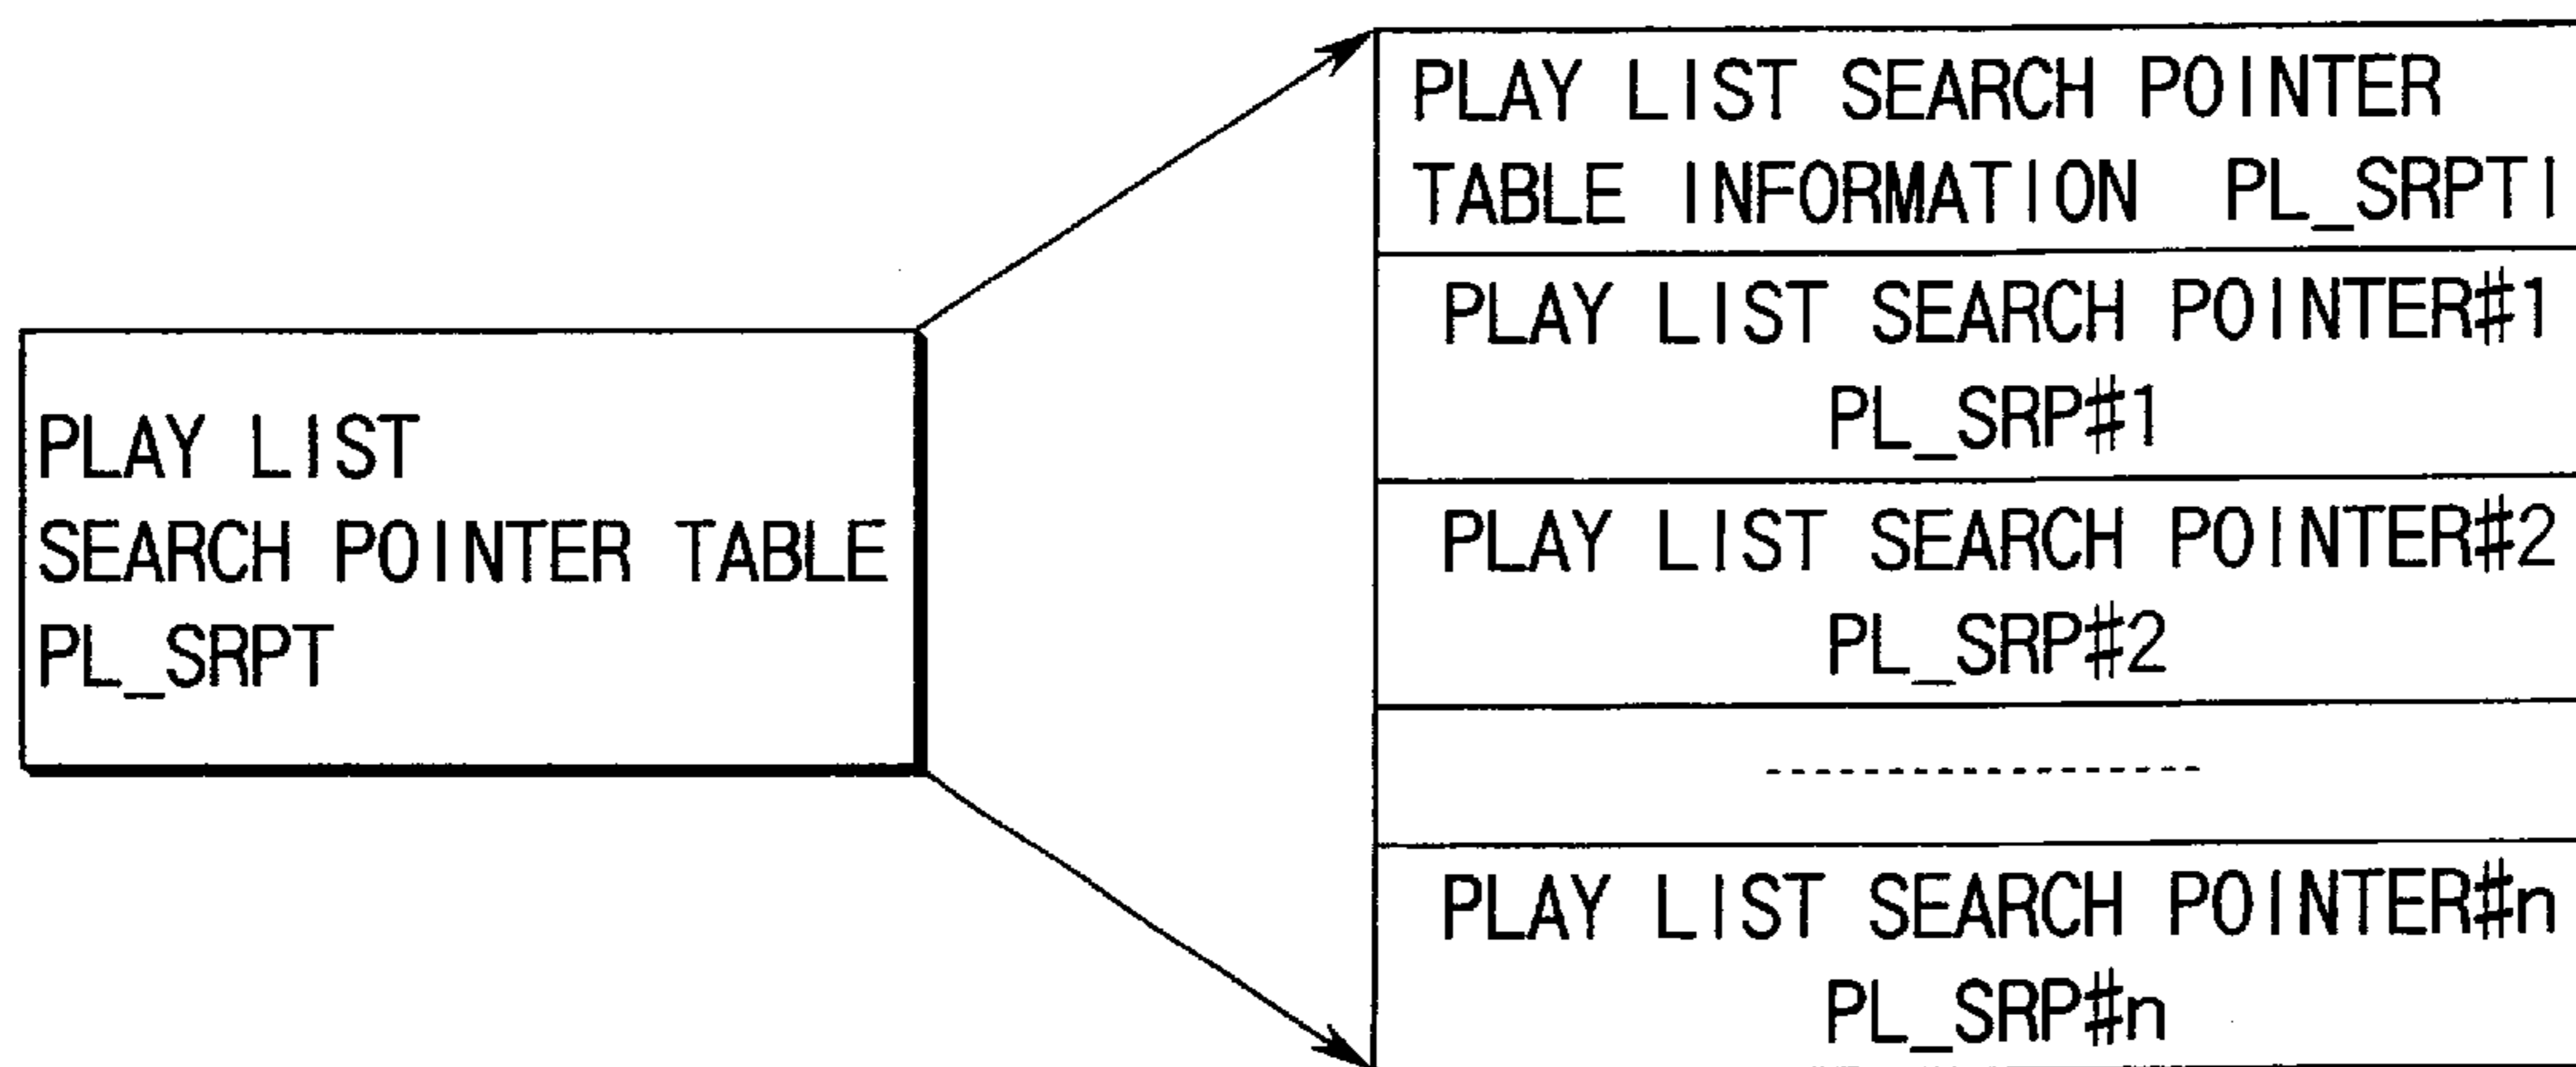 PLAY LIST
SEARCH POINTER TABLE
PL_SRPT
PLAY LIST SEARCH POINTER
TABLE INFORMATION PL_SRPTI
PLAY LIST SEARCH POINTER#1
PL_SRP#1
PLAY LIST SEARCH POINTER#2
PL_SRP#2
PLAY LIST SEARCH POINTER#n
PL_SRP#n